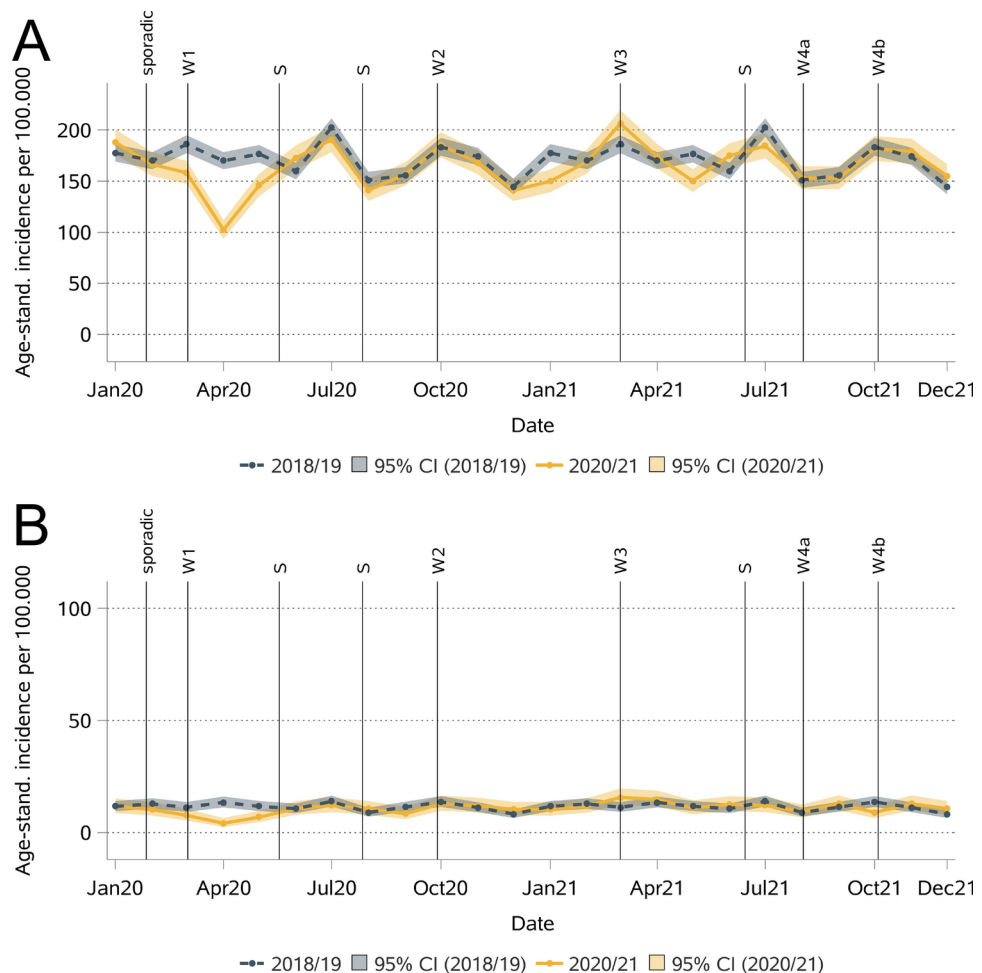 A
sporadic W1 S S W2 W3 S W4a W4b
Age-stand. incidence per 100.000
200
150
100
50
0
Jan20 Apr20 Jul20 Oct20 Jan21 Apr21 Jul21 Oct21 Dec21
Date
2018/19 95% CI (2018/19) 2020/21 95% CI (2020/21)
B
sporadic W1 S S W2 W3 S W4a W4b
Age-stand. incidence per 100.000
100
50
0
Jan20 Apr20 Jul20 Oct20 Jan21 Apr21 Jul21 Oct21 Dec21
Date
2018/19 95% CI (2018/19) 2020/21 95% CI (2020/21)